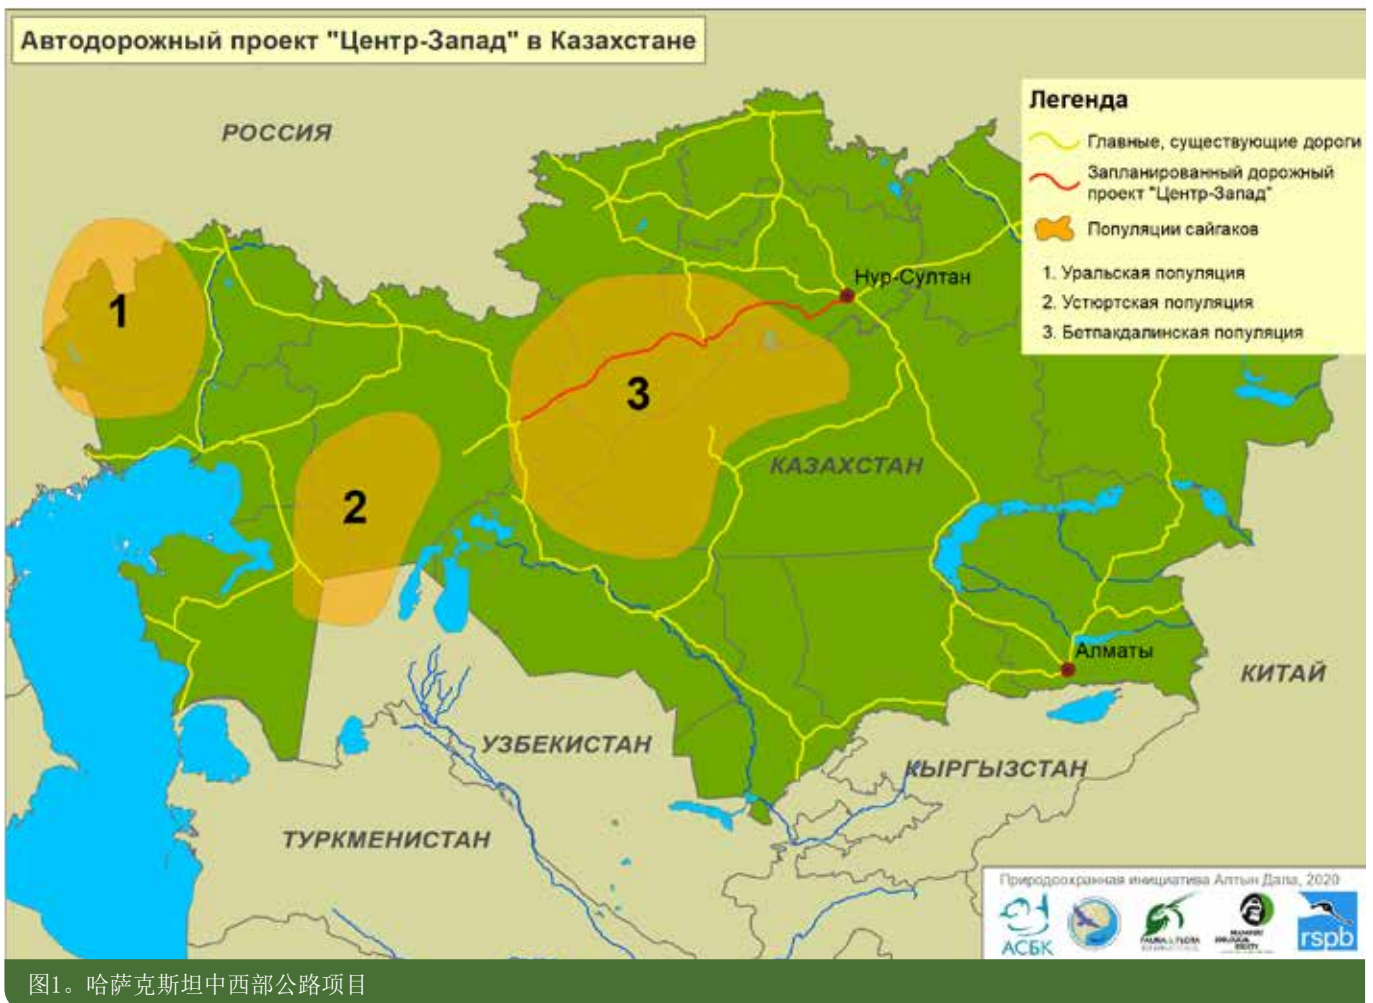 Автодорожный проект "Центр-Запад" в Казахстане
РОССИЯ
Легенда
Главные, существующие дороги
Запланированный дорожный
проект "Центр-Запад"
Популяции сайгаков
1. Уральская популяция
2. Устюртская популяция
3. Бетпакдалинская популяция
Нур-Султан
1
3
2
КАЗАХСТАН
Алматы
КИТАЙ
УЗБЕКИСТАН
КЫРГЫЗСТАН
ТУРКМЕНИСТАН
Природоохранная инициатива Алтын Дала, 2020
АСБК
FAUNA & FLORA
rspb
图1。哈萨克斯坦中西部公路项目